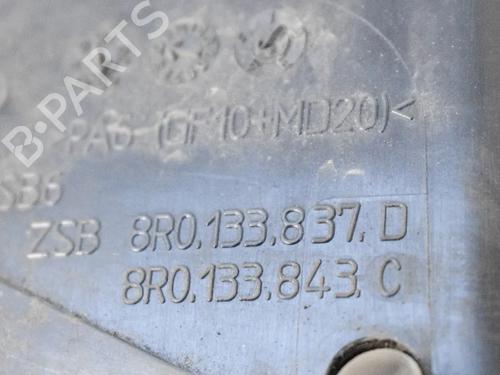 >PA6-(GF10+MD20)<
SB6
ZSB 8R0.133.837. D
8R0.133.843. C
B-PARTS